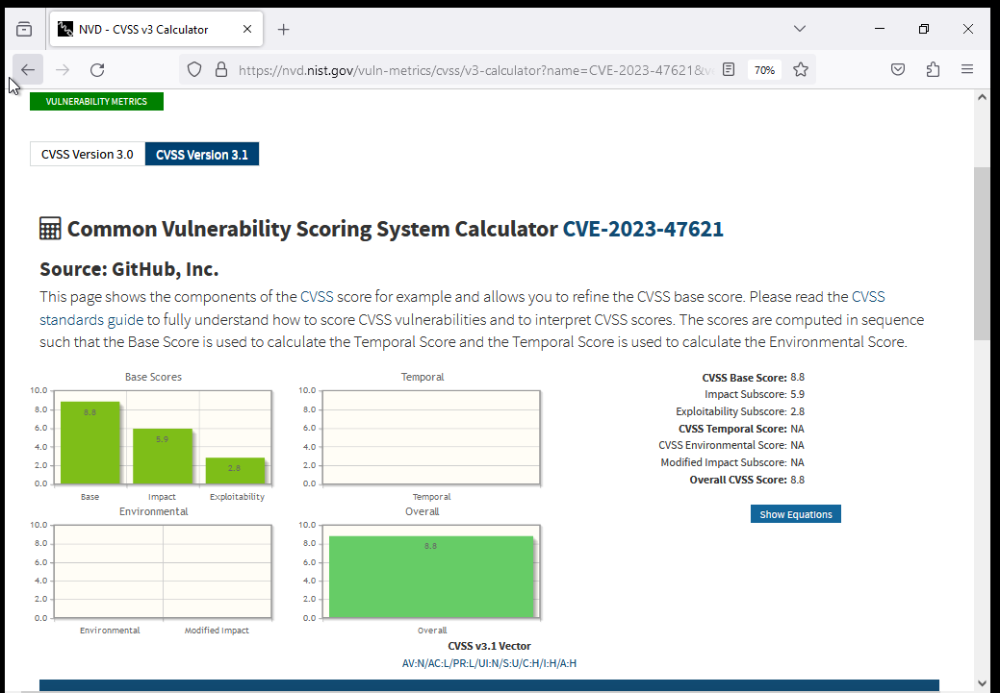 NVD - CVSS v3 Calculator
https://nvd.nist.gov/vuln-metrics/cvss/v3-calculator?name=CVE-2023-47621&v
70%
VULNERABILITY METRICS
CVSS Version 3.0
CVSS Version 3.1
Common Vulnerability Scoring System Calculator CVE-2023-47621
Source: GitHub, Inc.
This page shows the components of the CVSS score for example and allows you to refine the CVSS base score. Please read the CVSS
standards guide to fully understand how to score CVSS vulnerabilities and to interpret CVSS scores. The scores are computed in sequence
such that the Base Score is used to calculate the Temporal Score and the Temporal Score is used to calculate the Environmental Score.
Base Scores
10.0
8.0
6.0
4.0
2.0
0.0
8.8
5.9
2.8
Base
Impact
Exploitability
Temporal
10.0
8.0
6.0
4.0
2.0
0.0
Temporal
CVSS Base Score: 8.8
Impact Subscore: 5.9
Exploitability Subscore: 2.8
CVSS Temporal Score: NA
CVSS Environmental Score: NA
Modified Impact Subscore: NA
Overall CVSS Score: 8.8
Show Equations
Environmental
10.0
8.0
6.0
4.0
2.0
0.0
Environmental
Modified Impact
Overall
10.0
8.0
6.0
4.0
2.0
0.0
8.8
Overall
CVSS v3.1 Vector
AV:N/AC:L/PR:L/UI:N/S:U/C:H/I:H/A:H